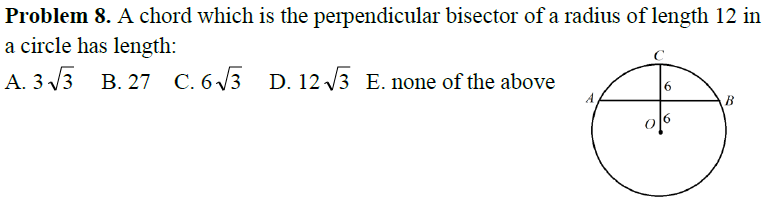 Problem 8. A chord which is the perpendicular bisector of a radius of length 12 in
a circle has length:
A. 3√3 B. 27 C. 6√3 D. 12√3 E. none of the above
C
6
A B
O 6